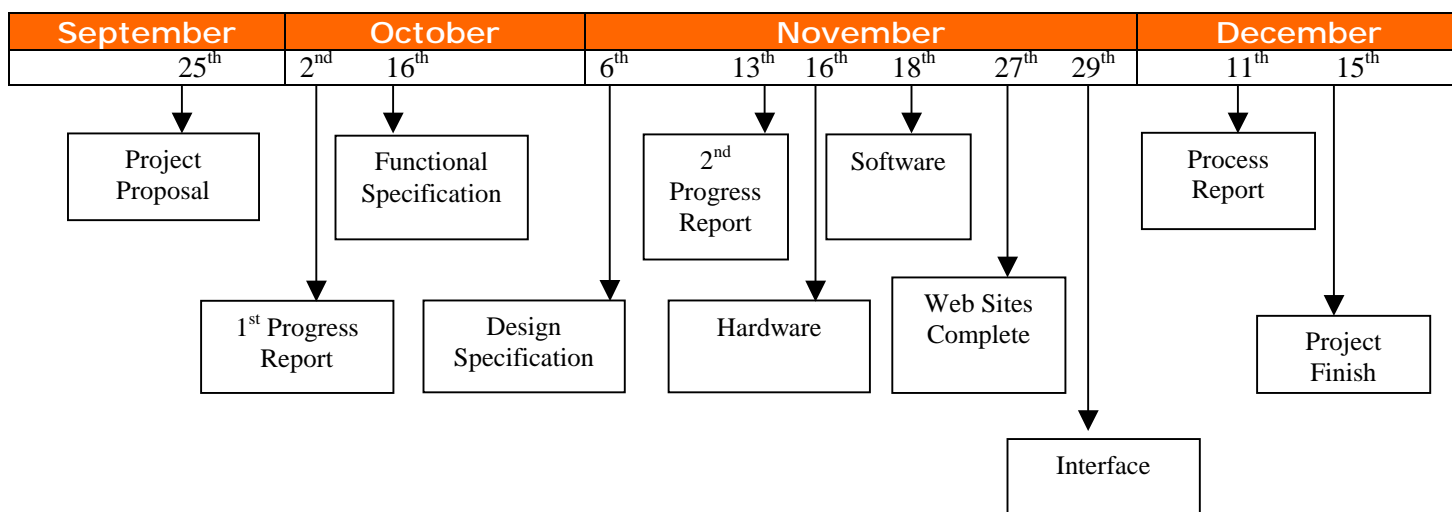 September October November December
25th 2nd 16th 6th 13th 16th 18th 27th 29th 11th 15th
Project
Proposal
Functional
Specification
2nd
Progress
Report
Software
Process
Report
1st Progress
Report
Design
Specification
Hardware
Web Sites
Complete
Project
Finish
Interface